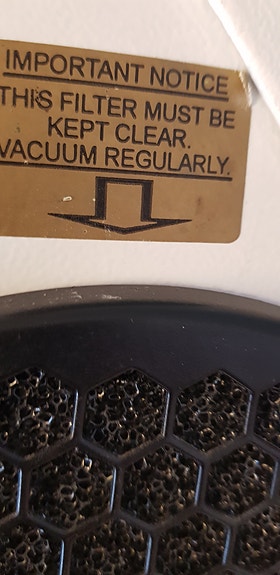 IMPORTANT NOTICE
THIS FILTER MUST BE
KEPT CLEAR.
VACUUM REGULARLY.